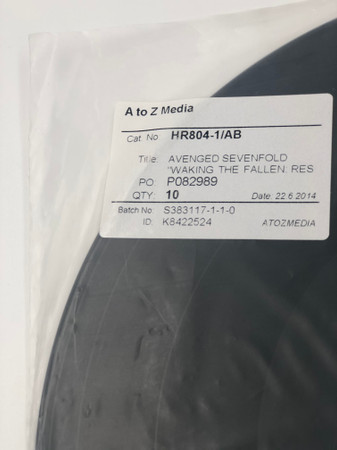 A to Z Media
Cat. No HR804-1/AB
Title: AVENGED SEVENFOLD
"WAKING THE FALLEN: RES
PO: P082989
QTY: 10 Date: 22.6.2014
Batch No: S383117-1-1-0
ID: K8422524 ATOZMEDIA